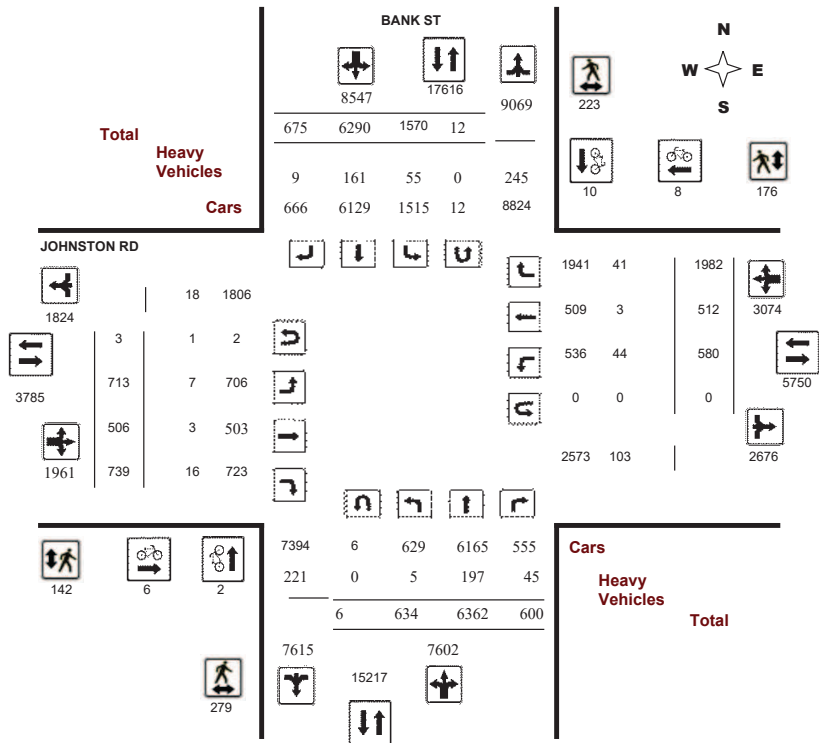 BANK ST
N
W E
S
8547 17616 9069 223
Total 675 6290 1570 12
Heavy
Vehicles 9 161 55 0 245 10 8 176
Cars 666 6129 1515 12 8824
JOHNSTON RD
1941 41 1982
1824 18 1806 509 3 512 3074
3 1 2 536 44 580
3785 713 7 706 0 0 0 5750
506 3 503
1961 739 16 723 2573 103 2676
7394 6 629 6165 555 Cars
142 6 2 221 0 5 197 45 Heavy
Vehicles
6 634 6362 600 Total
7615 7602
15217
279